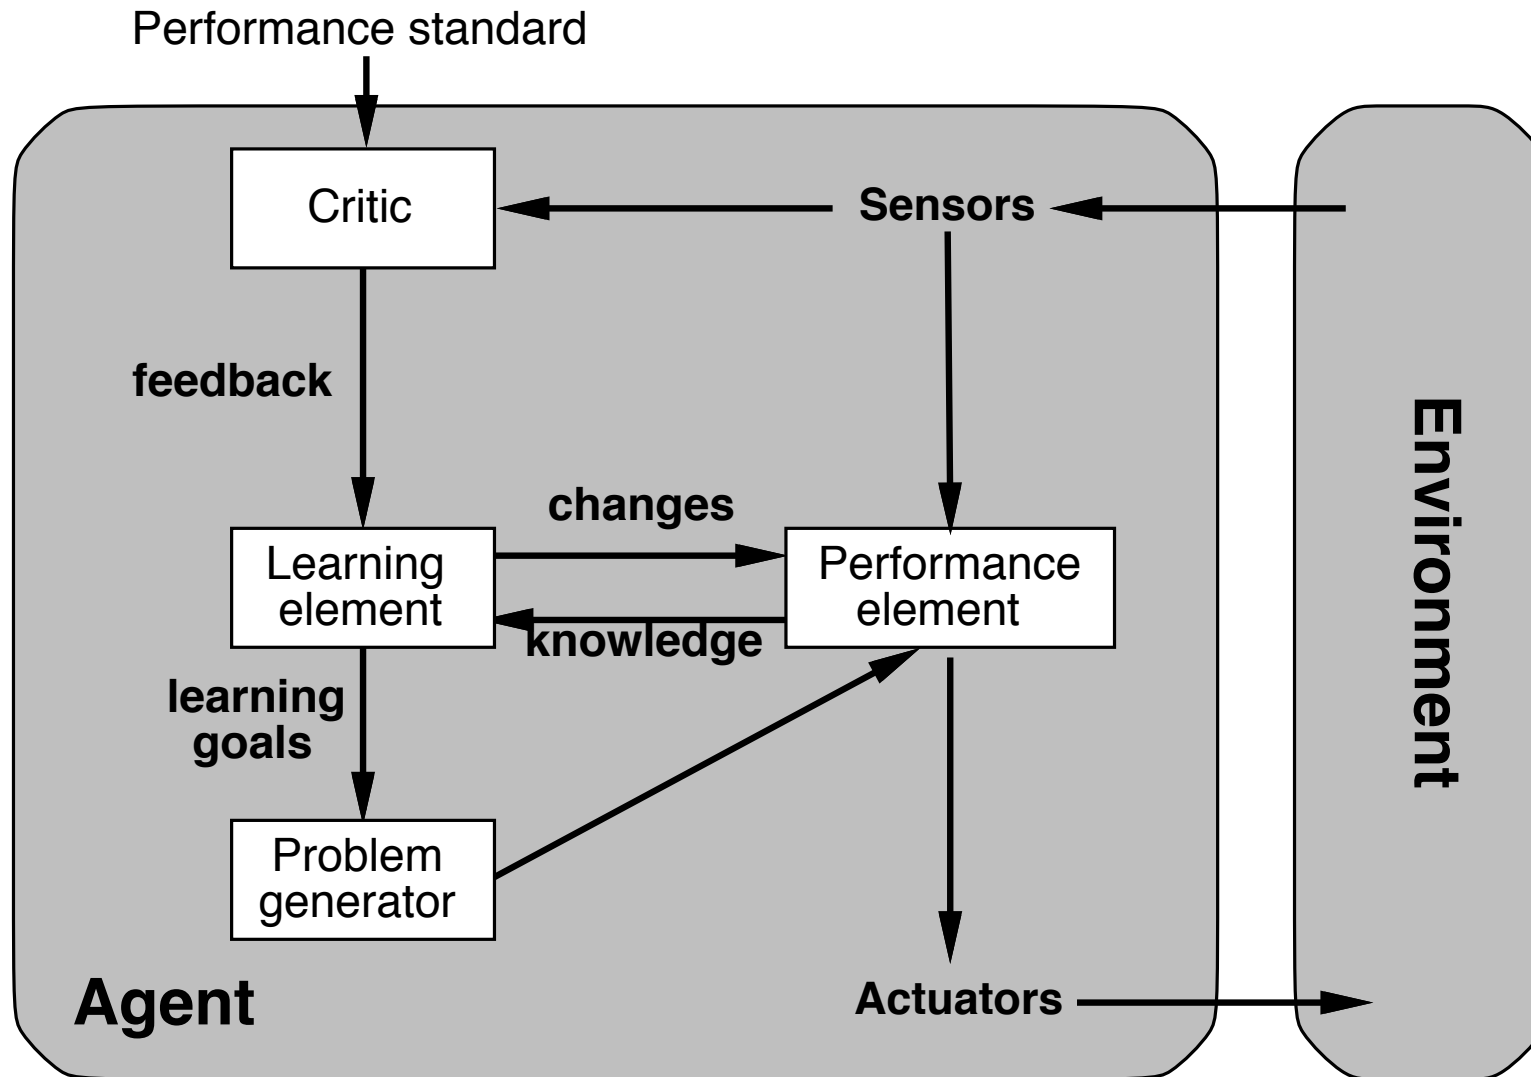 Performance standard
Critic
Sensors
feedback
changes
Learning
element
Performance
element
knowledge
learning
goals
Problem
generator
Agent
Actuators
Environment